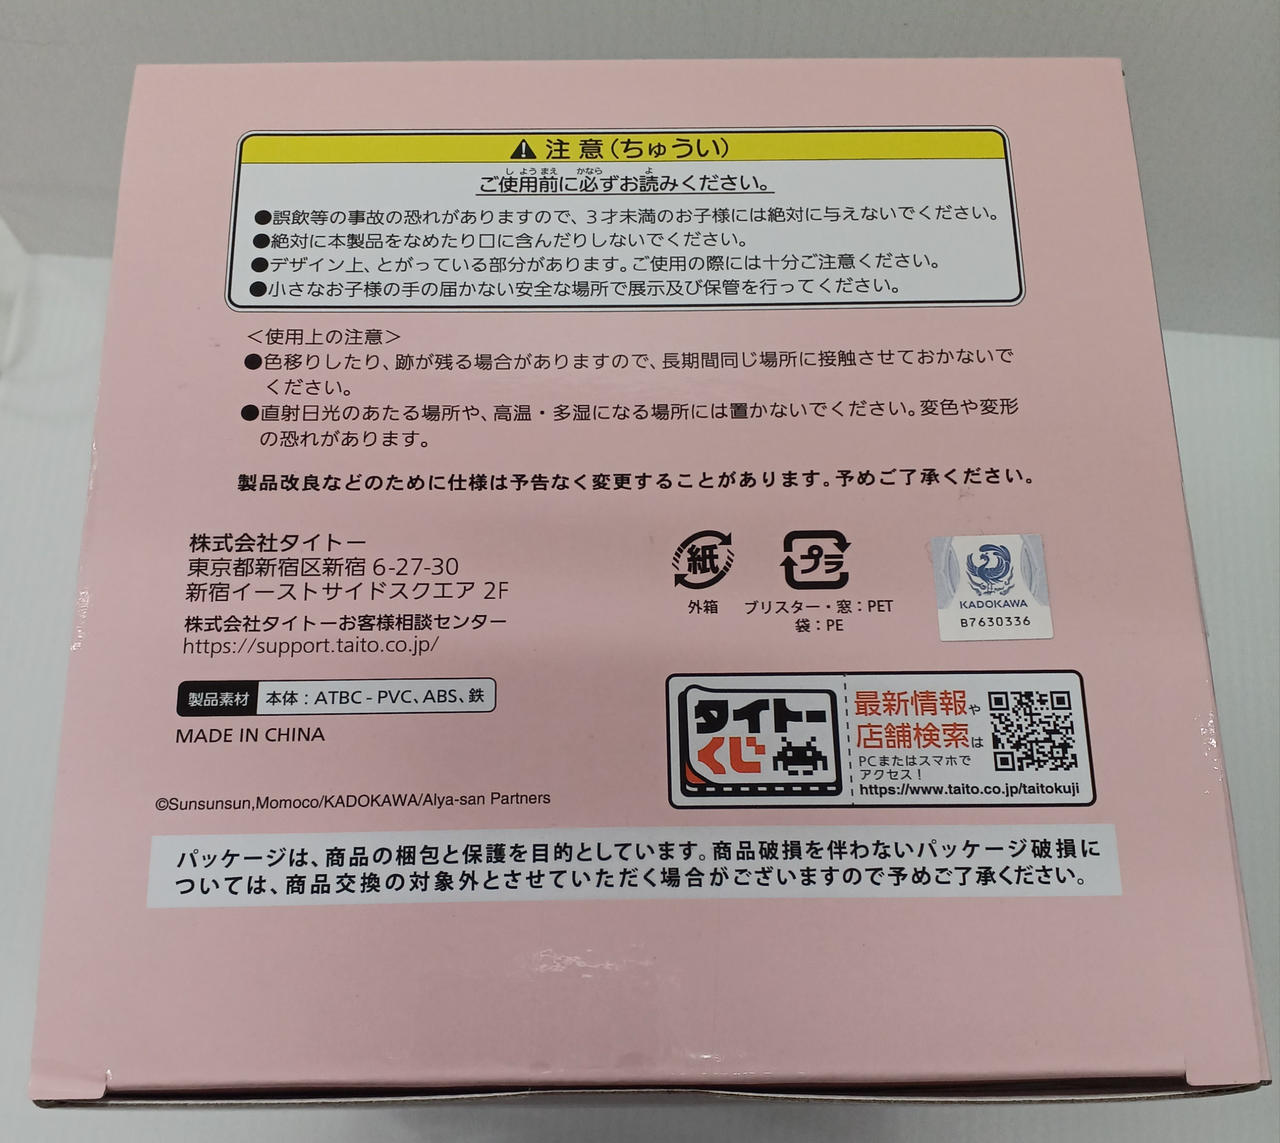 注意(ちゅうい)
ご使用前に必ずお読みください。
●誤飲等の事故の恐れがありますので、3才未満のお子様には絶対に与えないでください。
●絶対に本製品をなめたり口に含んだりしないでください。
●デザイン上、とがっている部分があります。ご使用の際には十分ご注意ください。
●小さなお子様の手の届かない安全な場所で展示及び保管を行ってください。
<使用上の注意>
●色移りしたり、跡が残る場合がありますので、長期間同じ場所に接触させておかないで
ください。
●直射日光のあたる場所や、高温・多湿になる場所には置かないでください。変色や変形
の恐れがあります。
製品改良などのために仕様は予告なく変更することがあります。予めご了承ください。
株式会社タイトー
東京都新宿区新宿 6-27-30
新宿イーストサイドスクエア 2F
株式会社タイトーお客様相談センター
https://support.taito.co.jp/
紙
外箱
プラ
ブリスター・窓:PET
袋:PE
KADOKAWA
B7630336
製品素材 本体:ATBC-PVC、ABS、鉄
MADE IN CHINA
タイトー
くじ
最新情報や
店舗検索は
PCまたはスマホで
アクセス!
https://www.taito.co.jp/taitokuji
©Sunsunsun,Momoco/KADOKAWA/Alya-san Partners
パッケージは、商品の梱包と保護を目的としています。商品破損を伴わないパッケージ破損に
ついては、商品交換の対象外とさせていただく場合がございますので予めご了承ください。